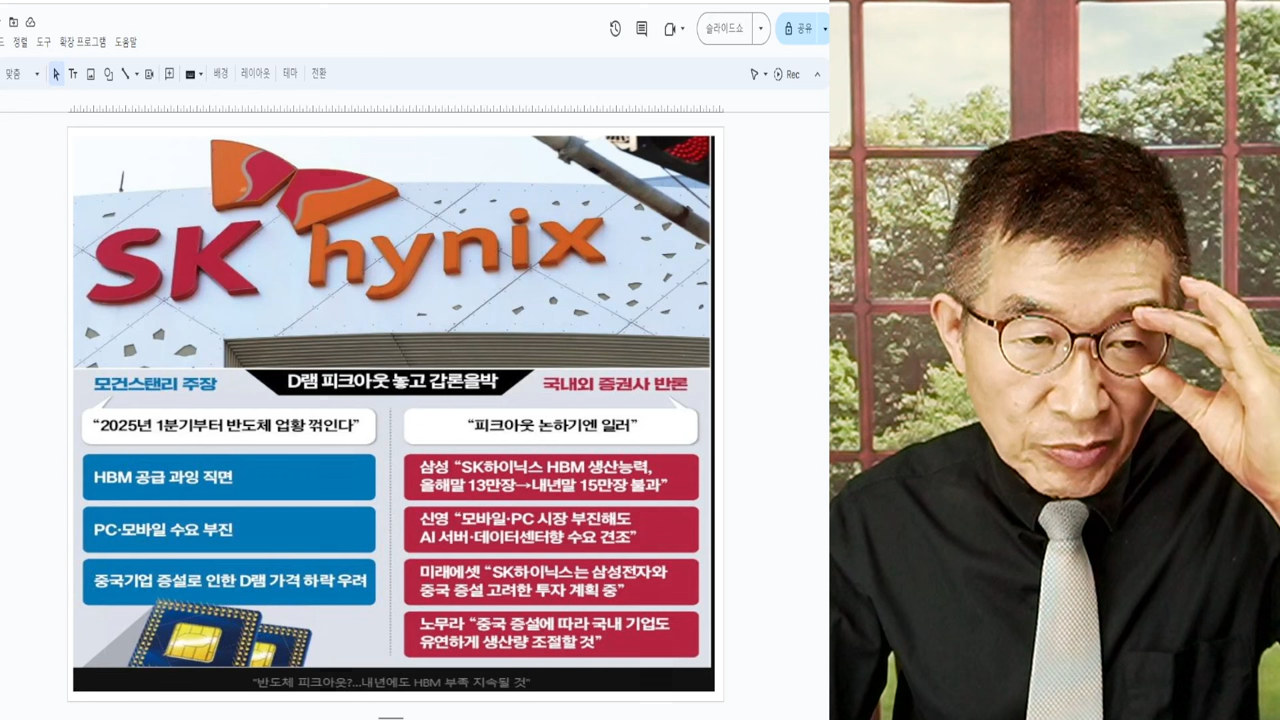 정렬 도구 확장 프로그램 도움말
슬라이드쇼
공유
맞춤
Tт
배경 레이아웃 테마 전환
Rec
SK hynix
모건스탠리 주장
D램 피크아웃 놓고 갑론을박
국내외 증권사 반론
“2025년 1분기부터 반도체 업황 꺾인다”
HBM 공급 과잉 직면
PC·모바일 수요 부진
중국기업 증설로 인한 D램 가격 하락 우려
“피크아웃 논하기엔 일러”
삼성 “SK하이닉스 HBM 생산능력,
올해말 13만장→내년말 15만장 불과”
신영 “모바일·PC 시장 부진해도
AI 서버·데이터센터향 수요 견조”
미래에셋 “SK하이닉스는 삼성전자와
중국 증설 고려한 투자 계획 중”
노무라 “중국 증설에 따라 국내 기업도
유연하게 생산량 조절할 것”
“반도체 피크아웃?...내년에도 HBM 부족 지속될 것”